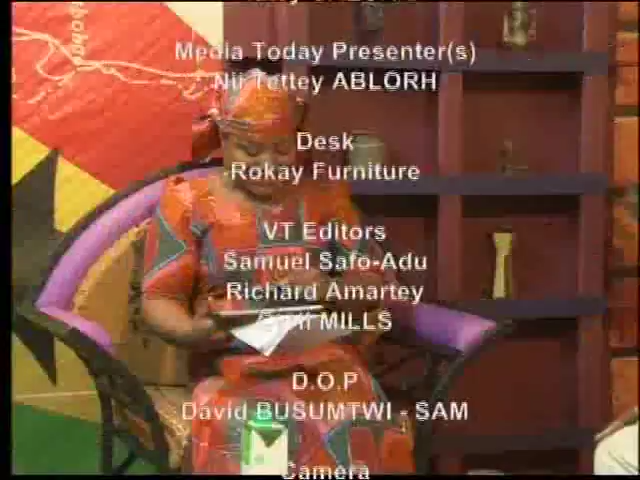 Media Today Presenter(s)
Nii Tettey ABLORH
Desk
Rokay Furniture
VT Editors
Samuel Safo-Adu
Richard Amartey
MILLS
D.O.P
David BUSUMTWI - SAM
Camera